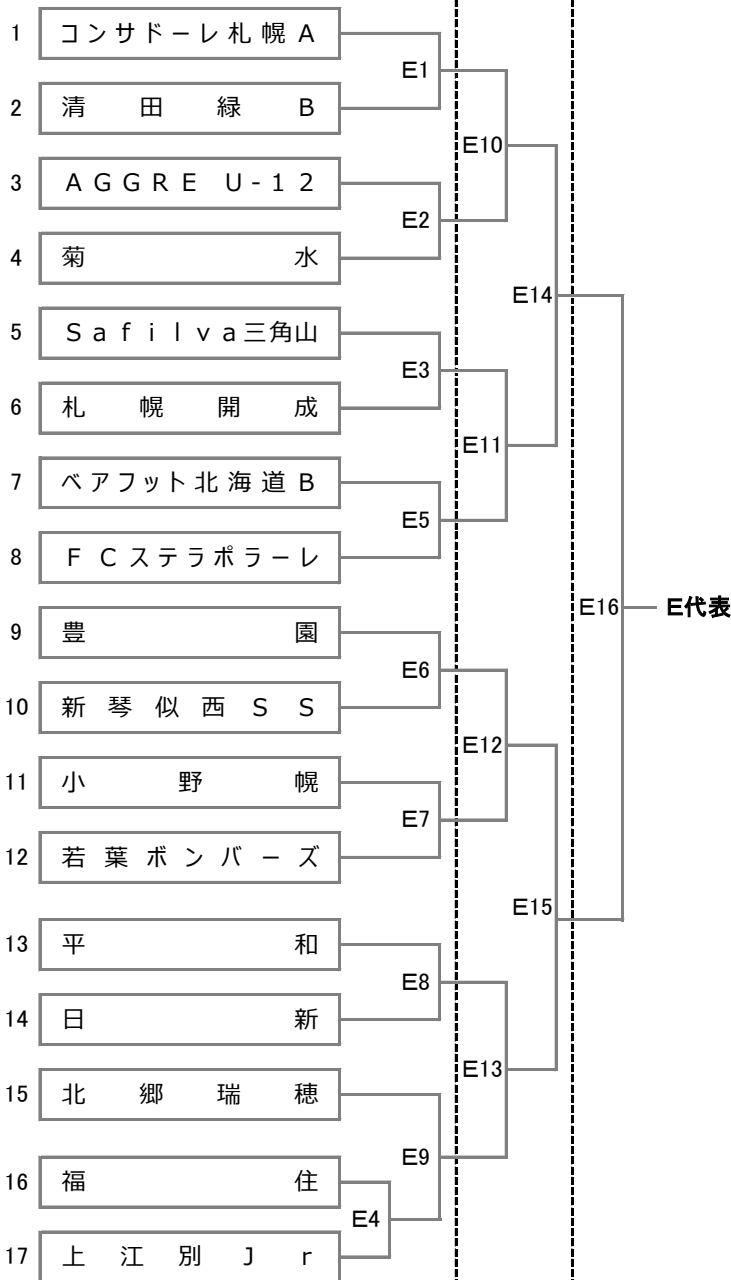 1 コンサドーレ札幌A
E1
2 清田緑B
E10
3 AGGRE U-12
E2
4 菊水
E14
5 Safilva三角山
E3
6 札幌開成
E11
7 ベアフット北海道B
E5
8 FCステラポラーレ
E16 E代表
9 豊園
E6
10 新琴似西SS
E12
11 小野幌
E7
12 若葉ボンバーズ
E15
13 平和
E8
14 日新
E13
15 北郷瑞穂
E9
16 福住
E4
17 上江別Jr